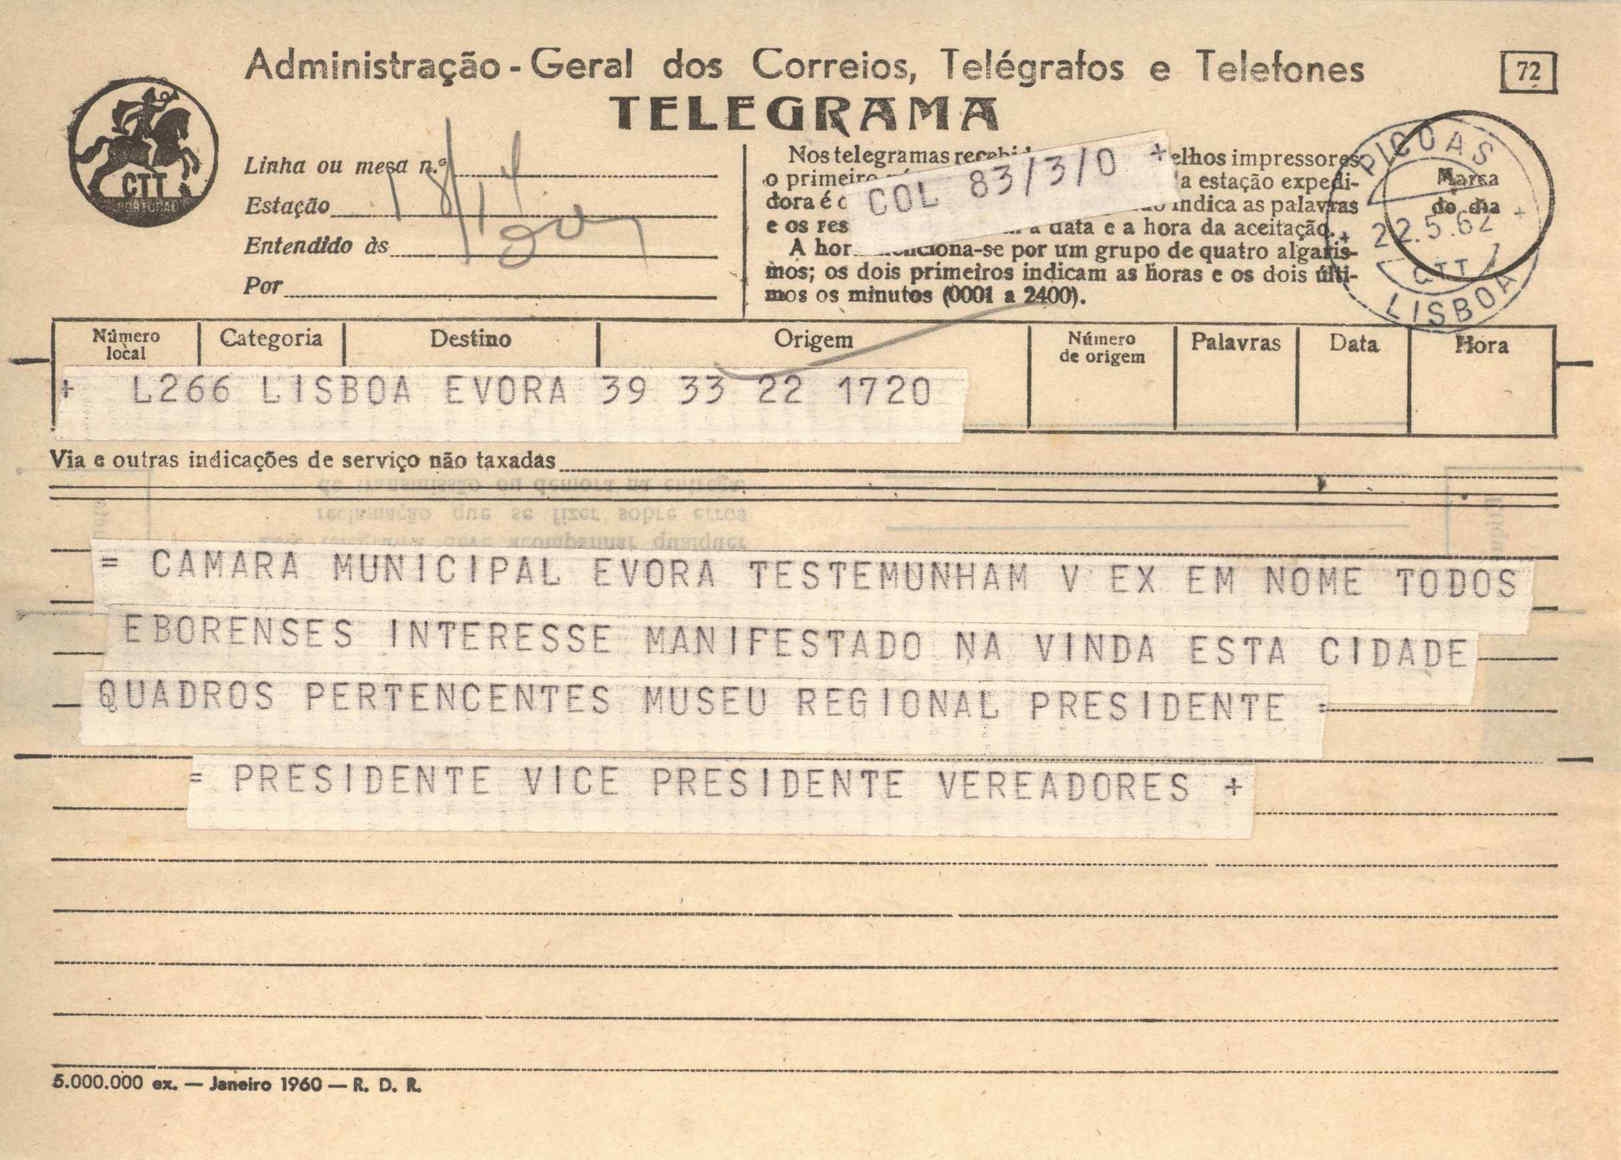 Administração-Geral dos Correios, Telégrafos e Telefones
72
TELEGRAMA
CTT
PORTUGAL
Linha ou mesa n.º
Estação
Entendido às
Por
Nos telegramas elhos impressores
o primeiro a estação expedi-
dora é indica as palavras
e os res a data e a hora da aceitação.
A hor ciona-se por um grupo de quatro algaris-
mos; os dois primeiros indicam as horas e os dois últi-
mos os minutos (0001 a 2400).
COL 83/3/0 +
Marca
do dia
PICOAS
22.5.62
CTT
LISBOA
Número
local
Categoria
Destino
Origem
Número
de origem
Palavras
Data
Hora
+ L266 LISBOA EVORA 39 33 22 1720
Via e outras indicações de serviço não taxadas
= CAMARA MUNICIPAL EVORA TESTEMUNHAM V EX EM NOME TODOS
EBORENSES INTERESSE MANIFESTADO NA VINDA ESTA CIDADE
QUADROS PERTENCENTES MUSEU REGIONAL PRESIDENTE =
= PRESIDENTE VICE PRESIDENTE VEREADORES +
5.000.000 ex. — Janeiro 1960 — R. D. R.